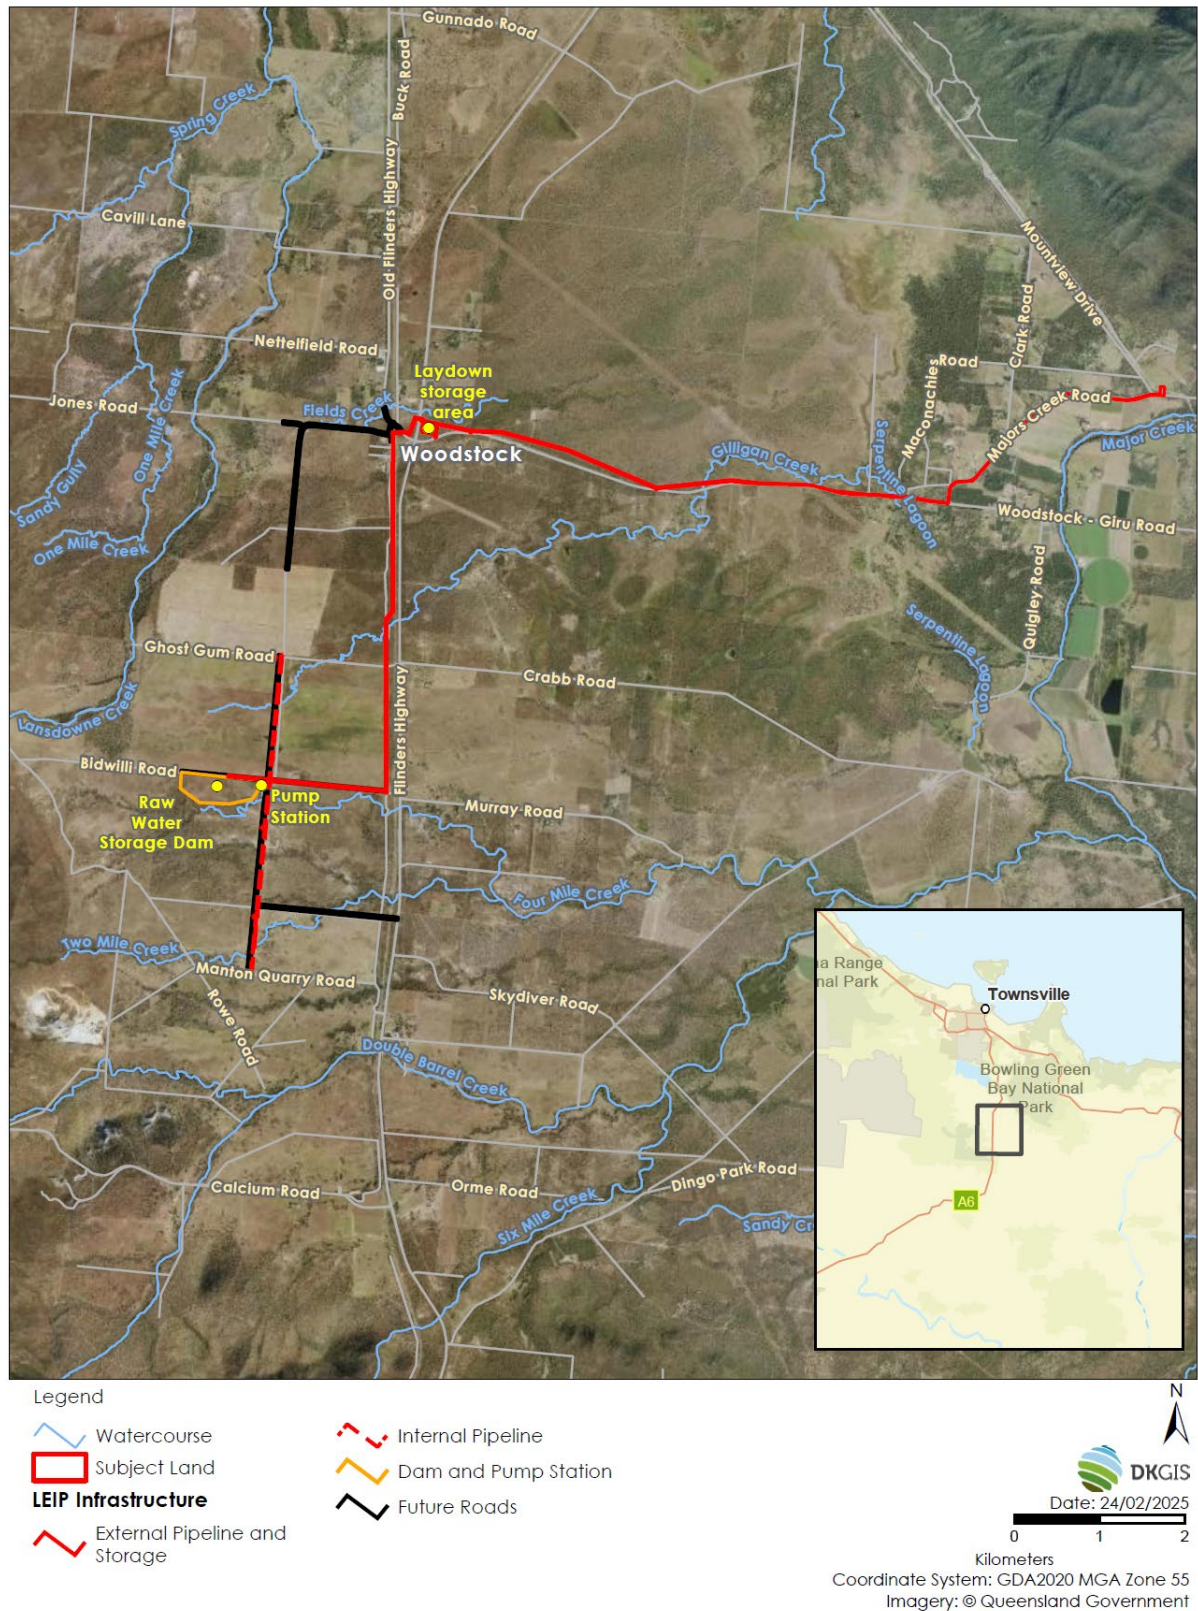 Gunnado Road
Buck Road
Spring Creek
Old Flinders Highway
Cavill Lane
Mountview Drive
Clark Road
Nettelfield Road
Maconachies
Road
Laydown
storage
area
Jones Road
Fields Creek
One Mile Creek
Majors Creek Road
Major Creek
Woodstock
Gilligan Creek
Serpentine Lagoon
Sandy Gully
One Mile Creek
Woodstock - Giru Road
Quigley Road
Serpentine Lagoon
Ghost Gum Road
Crabb Road
Flinders Highway
Lansdowne Creek
Bidwilli Road
Raw
Water
Storage Dam
Pump
Station
Murray Road
Four Mile Creek
Two Mile Creek
Manton Quarry Road
Rowe Road
Skydiver Road
Double Barrel Creek
Calcium Road
Orme Road
Dingo Park Road
Six Mile Creek
Sandy Cr
a Range
nal Park
Townsville
Bowling Green
Bay National
Park
A6
Legend
Watercourse
Subject Land
LEIP Infrastructure
External Pipeline and
Storage
Internal Pipeline
Dam and Pump Station
Future Roads
N
DKGIS
Date: 24/02/2025
0 1 2
Kilometers
Coordinate System: GDA2020 MGA Zone 55
Imagery: © Queensland Government